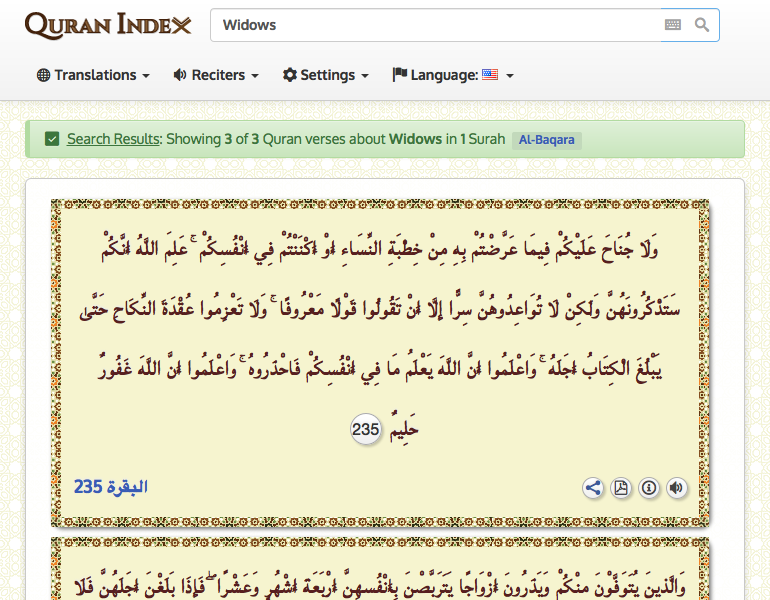 QURAN INDEX
Widows
Translations
Reciters
Settings
Language:
Search Results: Showing 3 of 3 Quran verses about Widows in 1 Surah Al-Baqara
وَلَا جُنَاحَ عَلَيْكُمْ فِيمَا عَرَّضْتُمْ بِهِ مِنْ خِطْبَةِ النِّسَاءِ أَوْ أَكْنَنْتُمْ فِي أَنْفُسِكُمْ ۚ عَلِمَ اللَّهُ أَنَّكُمْ
سَتَذْكُرُونَهُنَّ وَلَٰكِنْ لَا تُوَاعِدُوهُنَّ سِرًّا إِلَّا أَنْ تَقُولُوا قَوْلًا مَعْرُوفًا ۚ وَلَا تَعْزِمُوا عُقْدَةَ النِّكَاحِ حَتَّىٰ
يَبْلُغَ الْكِتَابُ أَجَلَهُ ۚ وَاعْلَمُوا أَنَّ اللَّهَ يَعْلَمُ مَا فِي أَنْفُسِكُمْ فَاحْذَرُوهُ ۚ وَاعْلَمُوا أَنَّ اللَّهَ غَفُورٌ
حَلِيمٌ 235
البقرة 235
وَالَّذِينَ يُتَوَفَّوْنَ مِنْكُمْ وَيَذَرُونَ أَزْوَاجًا يَتَرَبَّصْنَ بِأَنْفُسِهِنَّ أَرْبَعَةَ أَشْهُرٍ وَعَشْرًا ۖ فَإِذَا بَلَغْنَ أَجَلَهُنَّ فَلَا